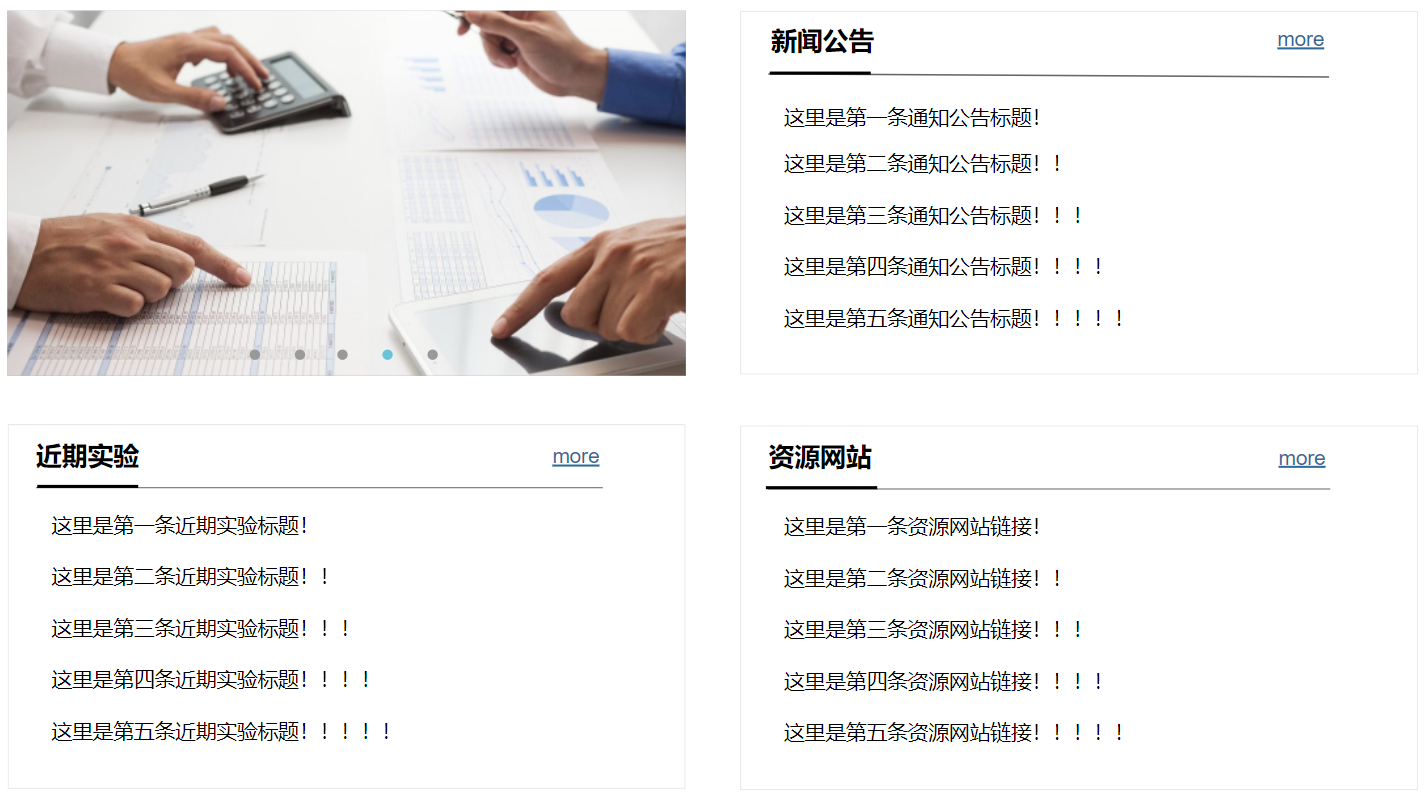 新闻公告
more
这里是第一条通知公告标题！
这里是第二条通知公告标题！！
这里是第三条通知公告标题！！！
这里是第四条通知公告标题！！！！
这里是第五条通知公告标题！！！！！
近期实验
more
这里是第一条近期实验标题！
这里是第二条近期实验标题！！
这里是第三条近期实验标题！！！
这里是第四条近期实验标题！！！！
这里是第五条近期实验标题！！！！！
资源网站
more
这里是第一条资源网站链接！
这里是第二条资源网站链接！！
这里是第三条资源网站链接！！！
这里是第四条资源网站链接！！！！
这里是第五条资源网站链接！！！！！